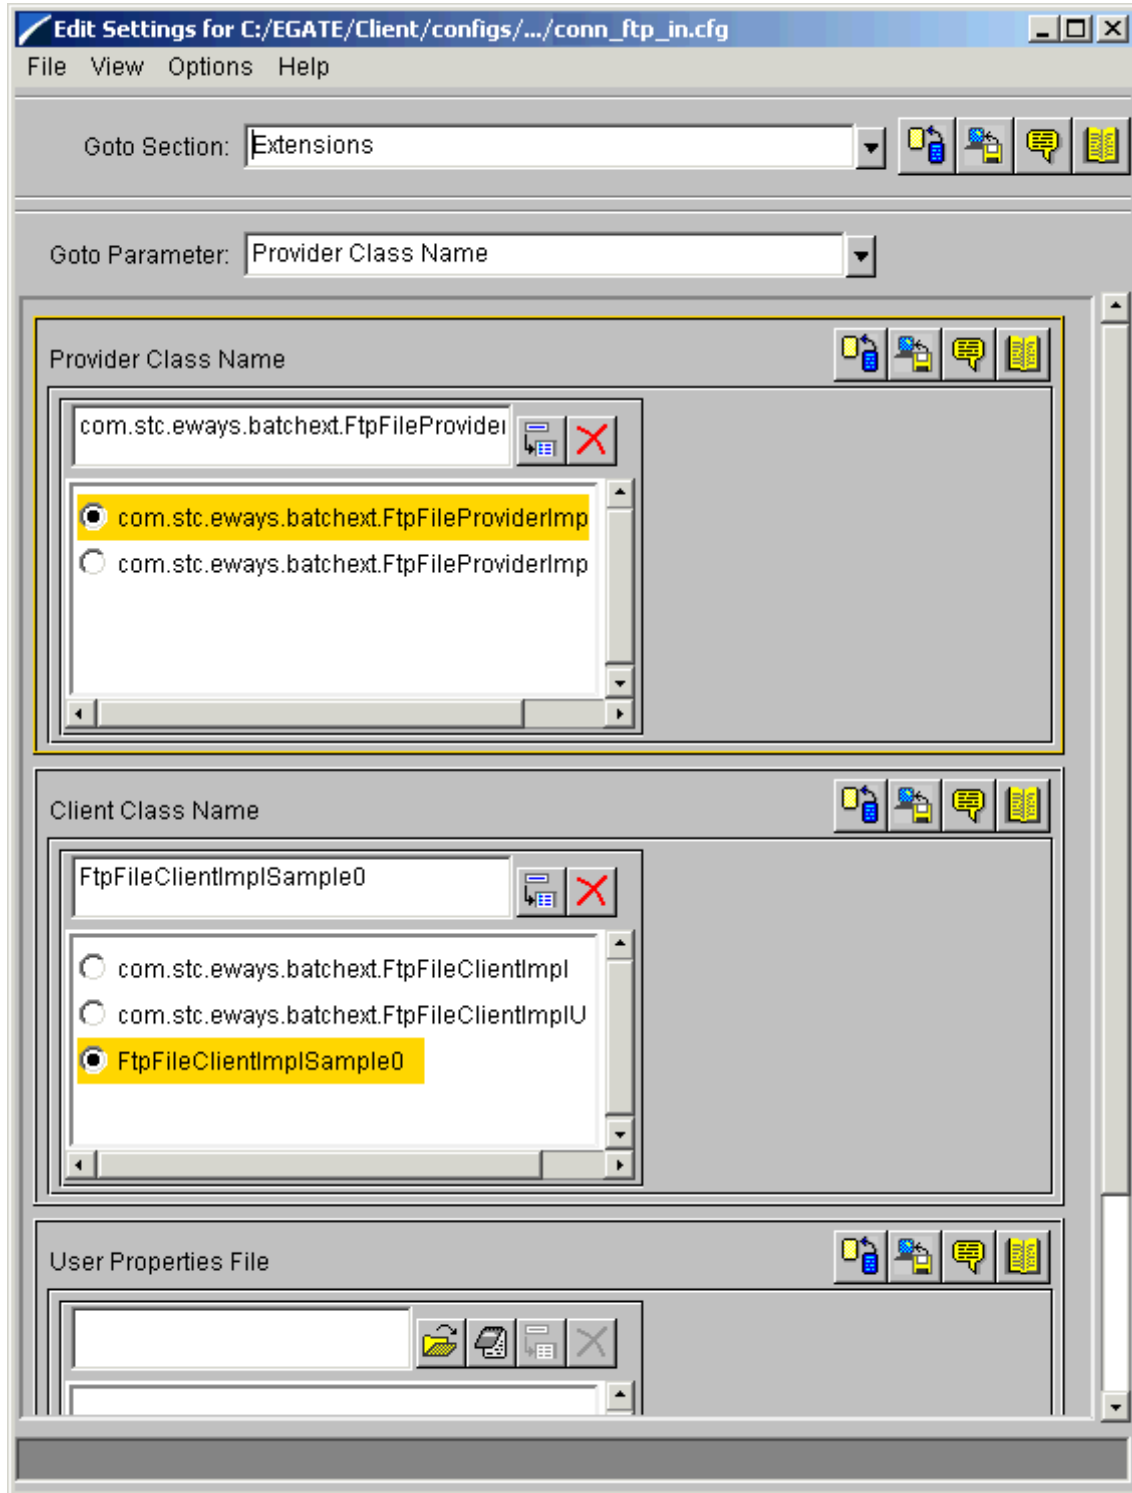 Edit Settings for C:/EGATE/Client/configs/.../conn_ftp_in.cfg
File View Options Help
Goto Section: Extensions
Goto Parameter: Provider Class Name
Provider Class Name
com.stc.eways.batchext.FtpFileProvider
com.stc.eways.batchext.FtpFileProviderImp
com.stc.eways.batchext.FtpFileProviderImp
Client Class Name
FtpFileClientImplSample0
com.stc.eways.batchext.FtpFileClientImpl
com.stc.eways.batchext.FtpFileClientImplU
FtpFileClientImplSample0
User Properties File